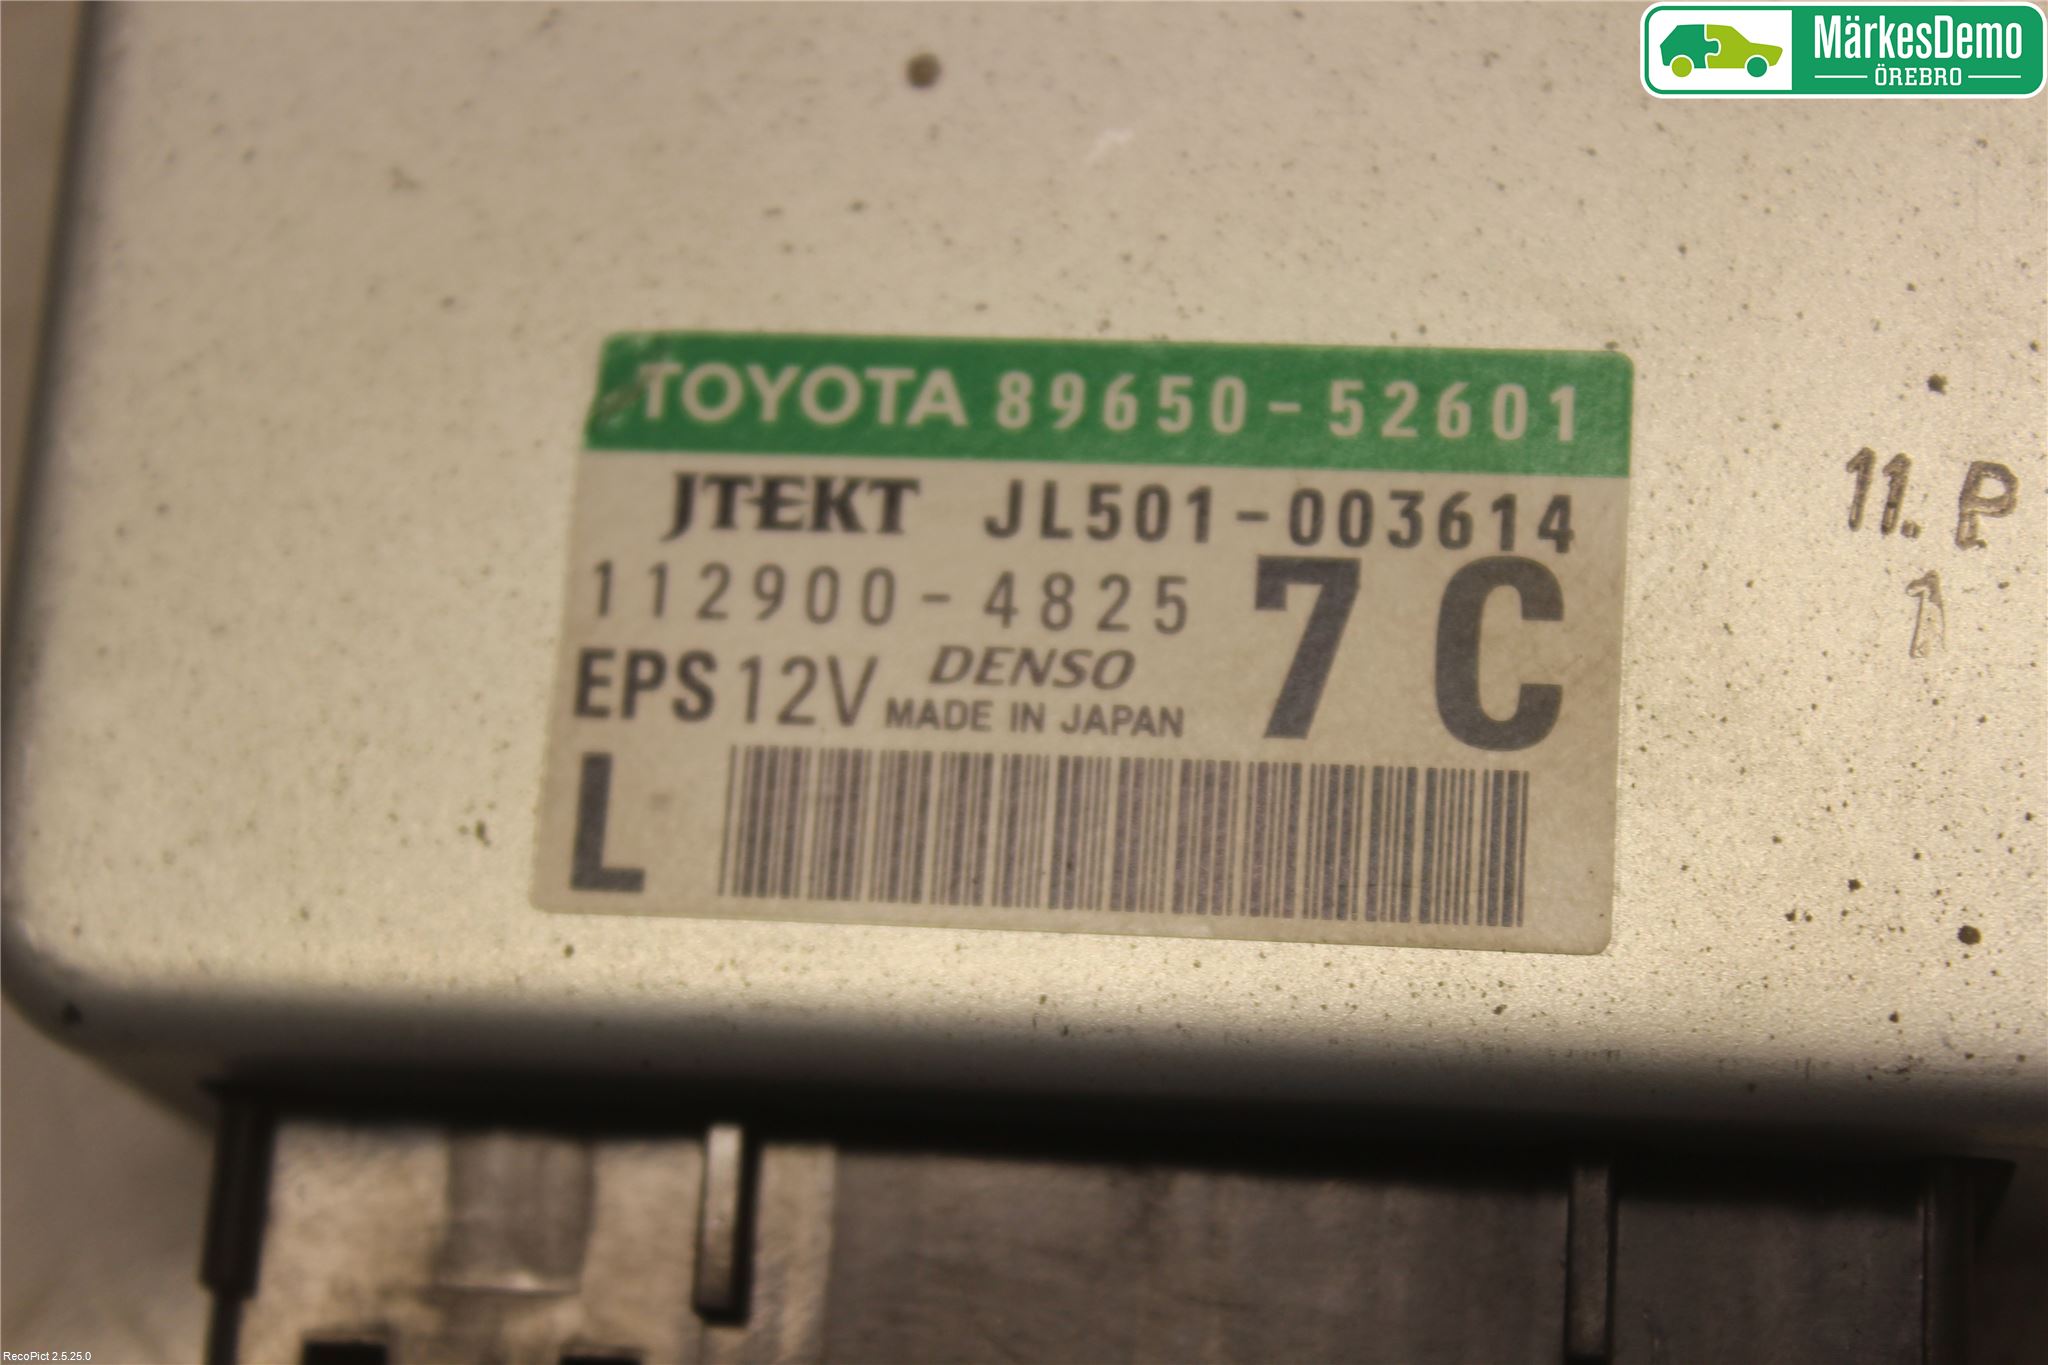 MärkesDemo
ÖREBRO
TOYOTA 89650-52601
JTEKT JL501-003614
112900-4825 7C
EPS 12V DENSO
MADE IN JAPAN
L
11. P
1
RecoPict 2.5.25.0